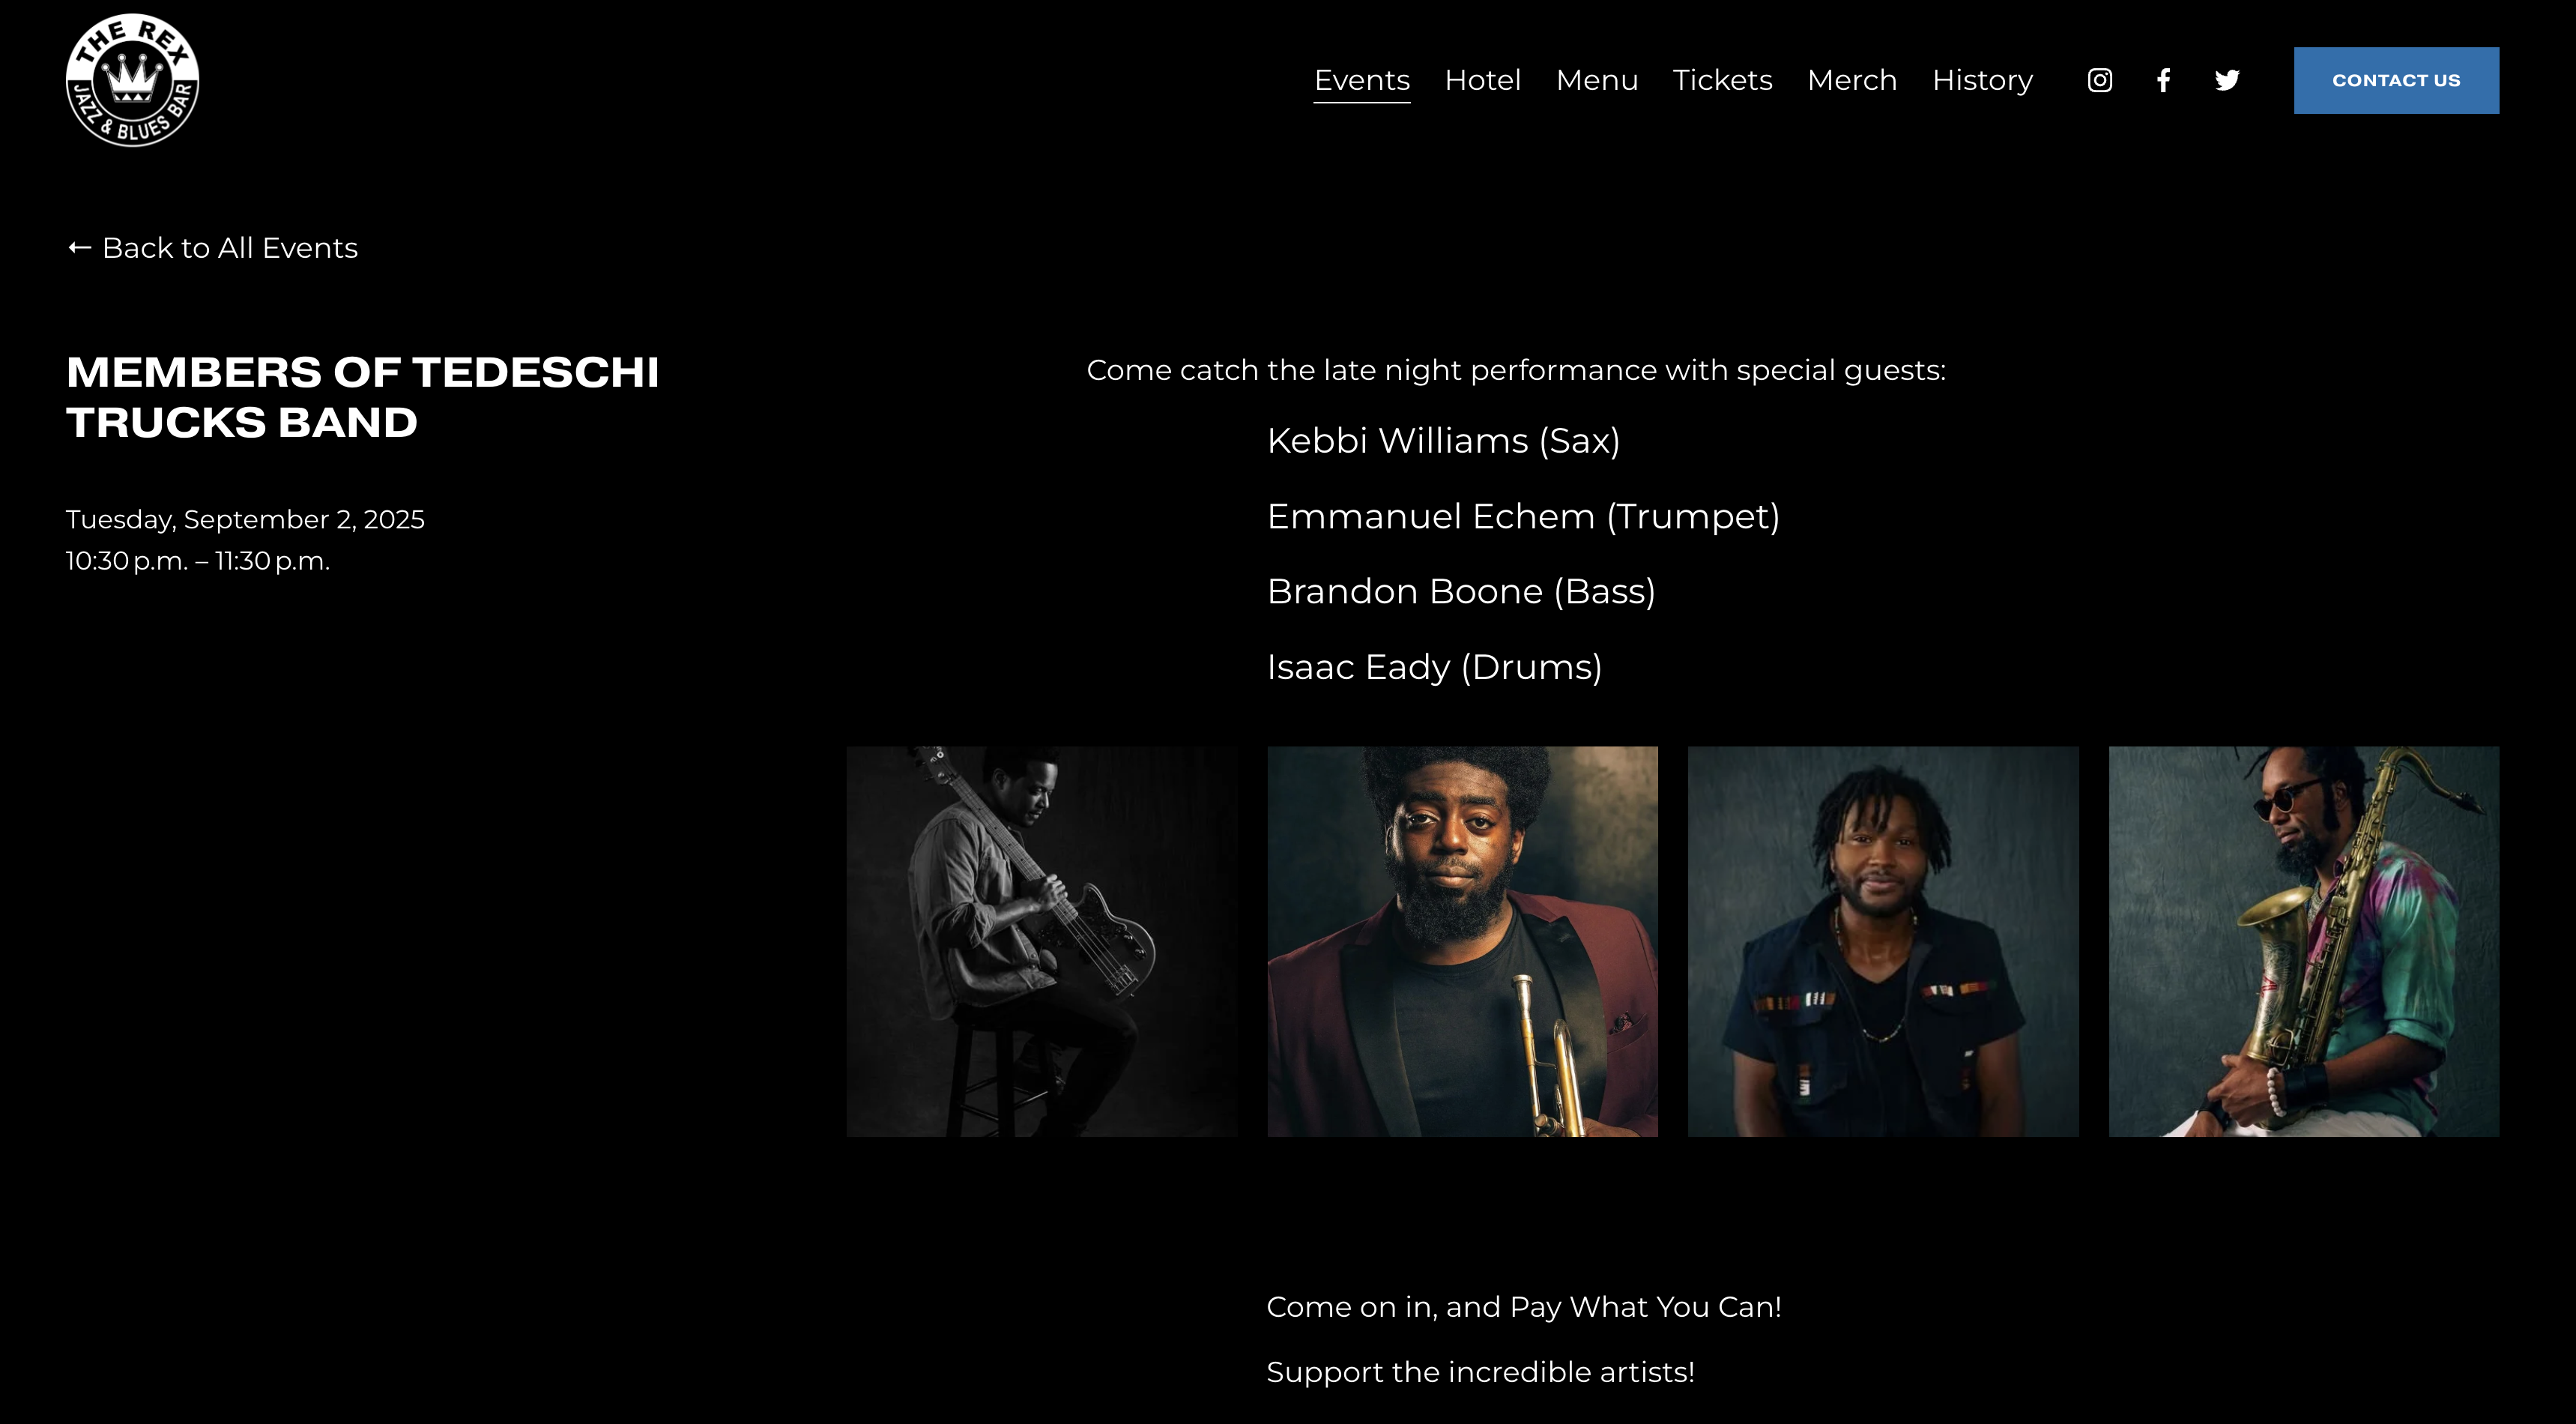 THE REX
JAZZ & BLUES BAR
Events
Hotel
Menu
Tickets
Merch
History
CONTACT US
← Back to All Events
MEMBERS OF TEDESCHI
TRUCKS BAND
Tuesday, September 2, 2025
10:30 p.m. – 11:30 p.m.
Come catch the late night performance with special guests:
Kebbi Williams (Sax)
Emmanuel Echem (Trumpet)
Brandon Boone (Bass)
Isaac Eady (Drums)
Come on in, and Pay What You Can!
Support the incredible artists!